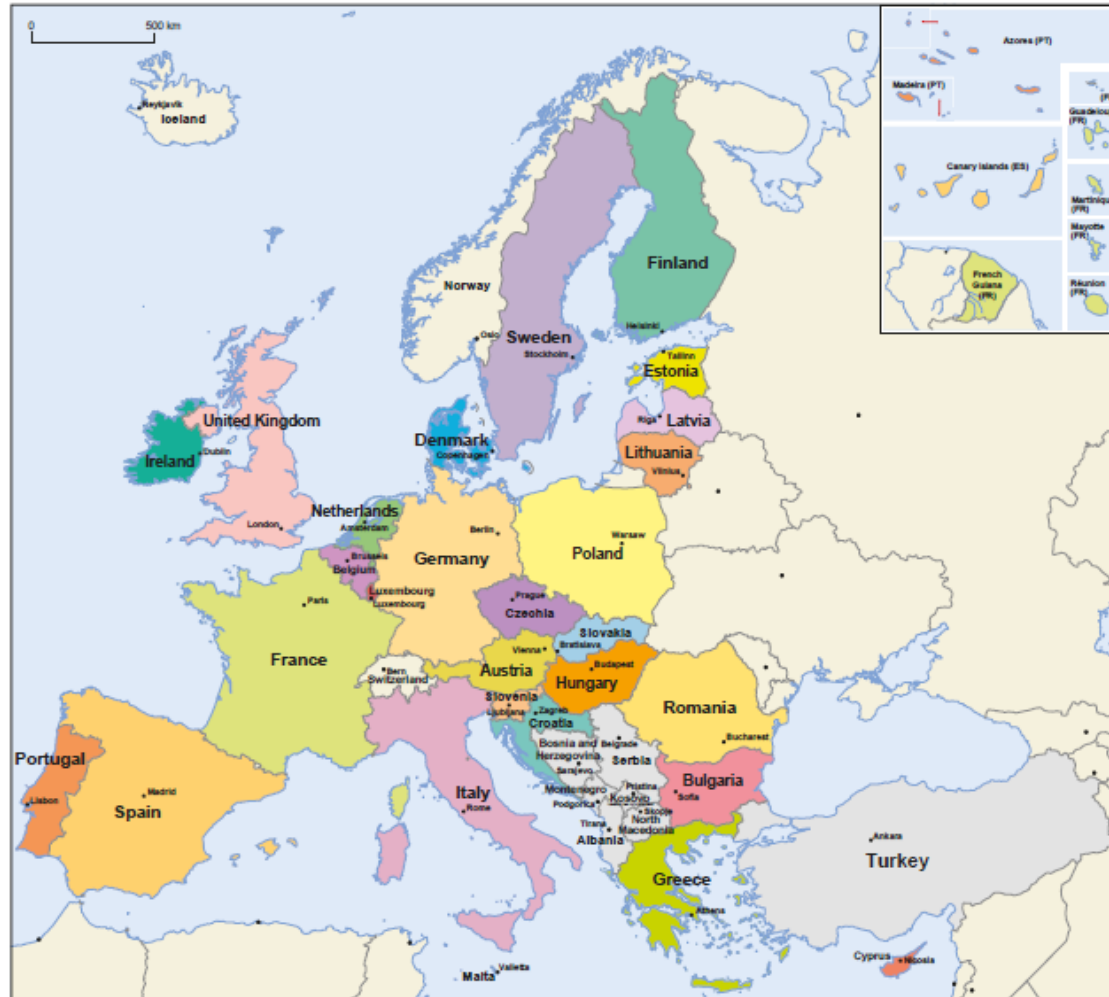 0 500 km
Azores (PT)
Madeira (PT)
Guadelou
(FR)
Canary Islands (ES)
Martiniqu
(FR)
Mayotte
(FR)
French
Guiana
(FR)
Réunion
(FR)
Reykjavik
Iceland
Norway
Oslo
Sweden
Stockholm
Finland
Helsinki
Tallinn
Estonia
Riga
Latvia
Lithuania
Vilnius
United Kingdom
London
Dublin
Ireland
Denmark
Copenhagen
Netherlands
Amsterdam
Brussels
Belgium
Luxembourg
Luxembourg
Berlin
Germany
Warsaw
Poland
Prague
Czechia
Slovakia
Bratislava
Vienna
Austria
Budapest
Hungary
Paris
France
Bern
Switzerland
Slovenia
Ljubljana
Zagreb
Croatia
Romania
Bucharest
Bosnia and
Herzegovina
Sarajevo
Belgrade
Serbia
Montenegro
Podgorica
Pristina
Kosovo
Skopje
North
Macedonia
Tirana
Albania
Bulgaria
Sofia
Portugal
Lisbon
Madrid
Spain
Italy
Rome
Greece
Athens
Ankara
Turkey
Malta
Valletta
Cyprus
Nicosia